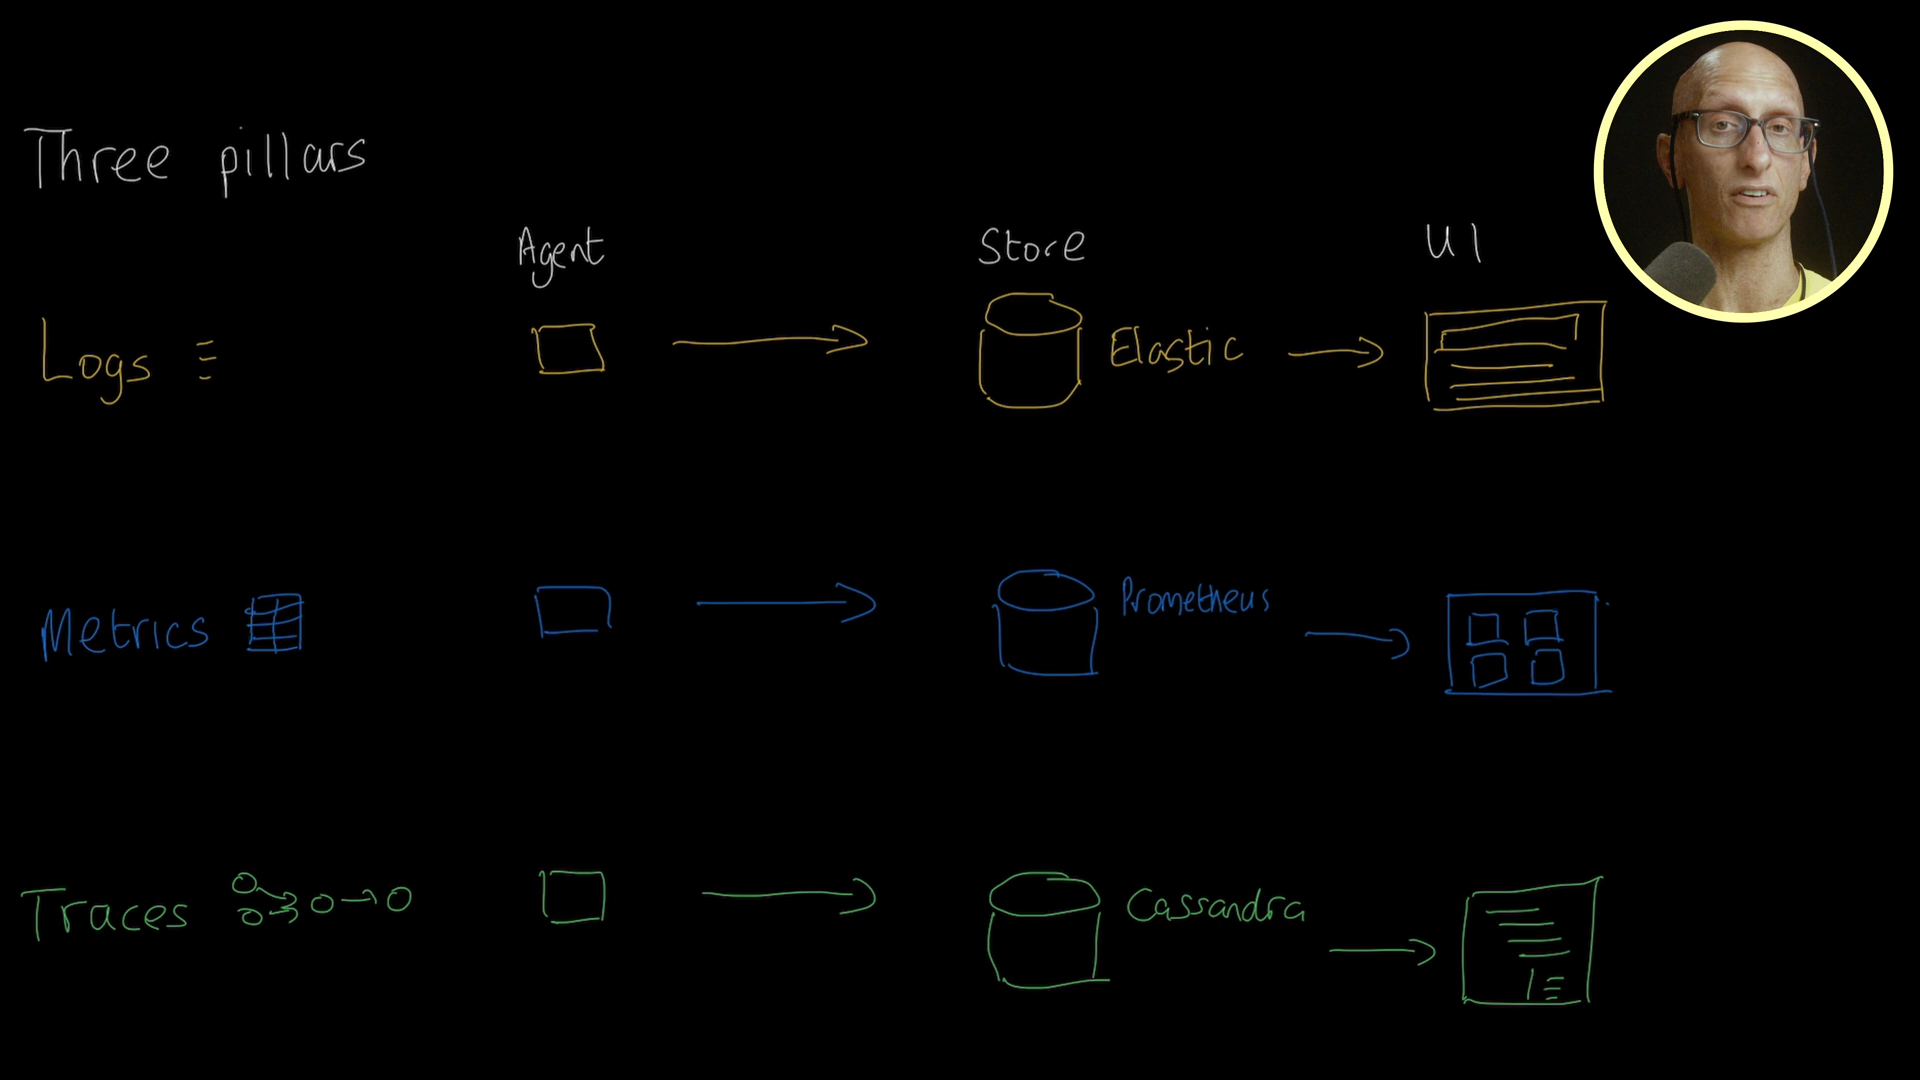 Three pillars
Agent Store UI
Logs Elastic
Metrics Prometheus
Traces Cassandra